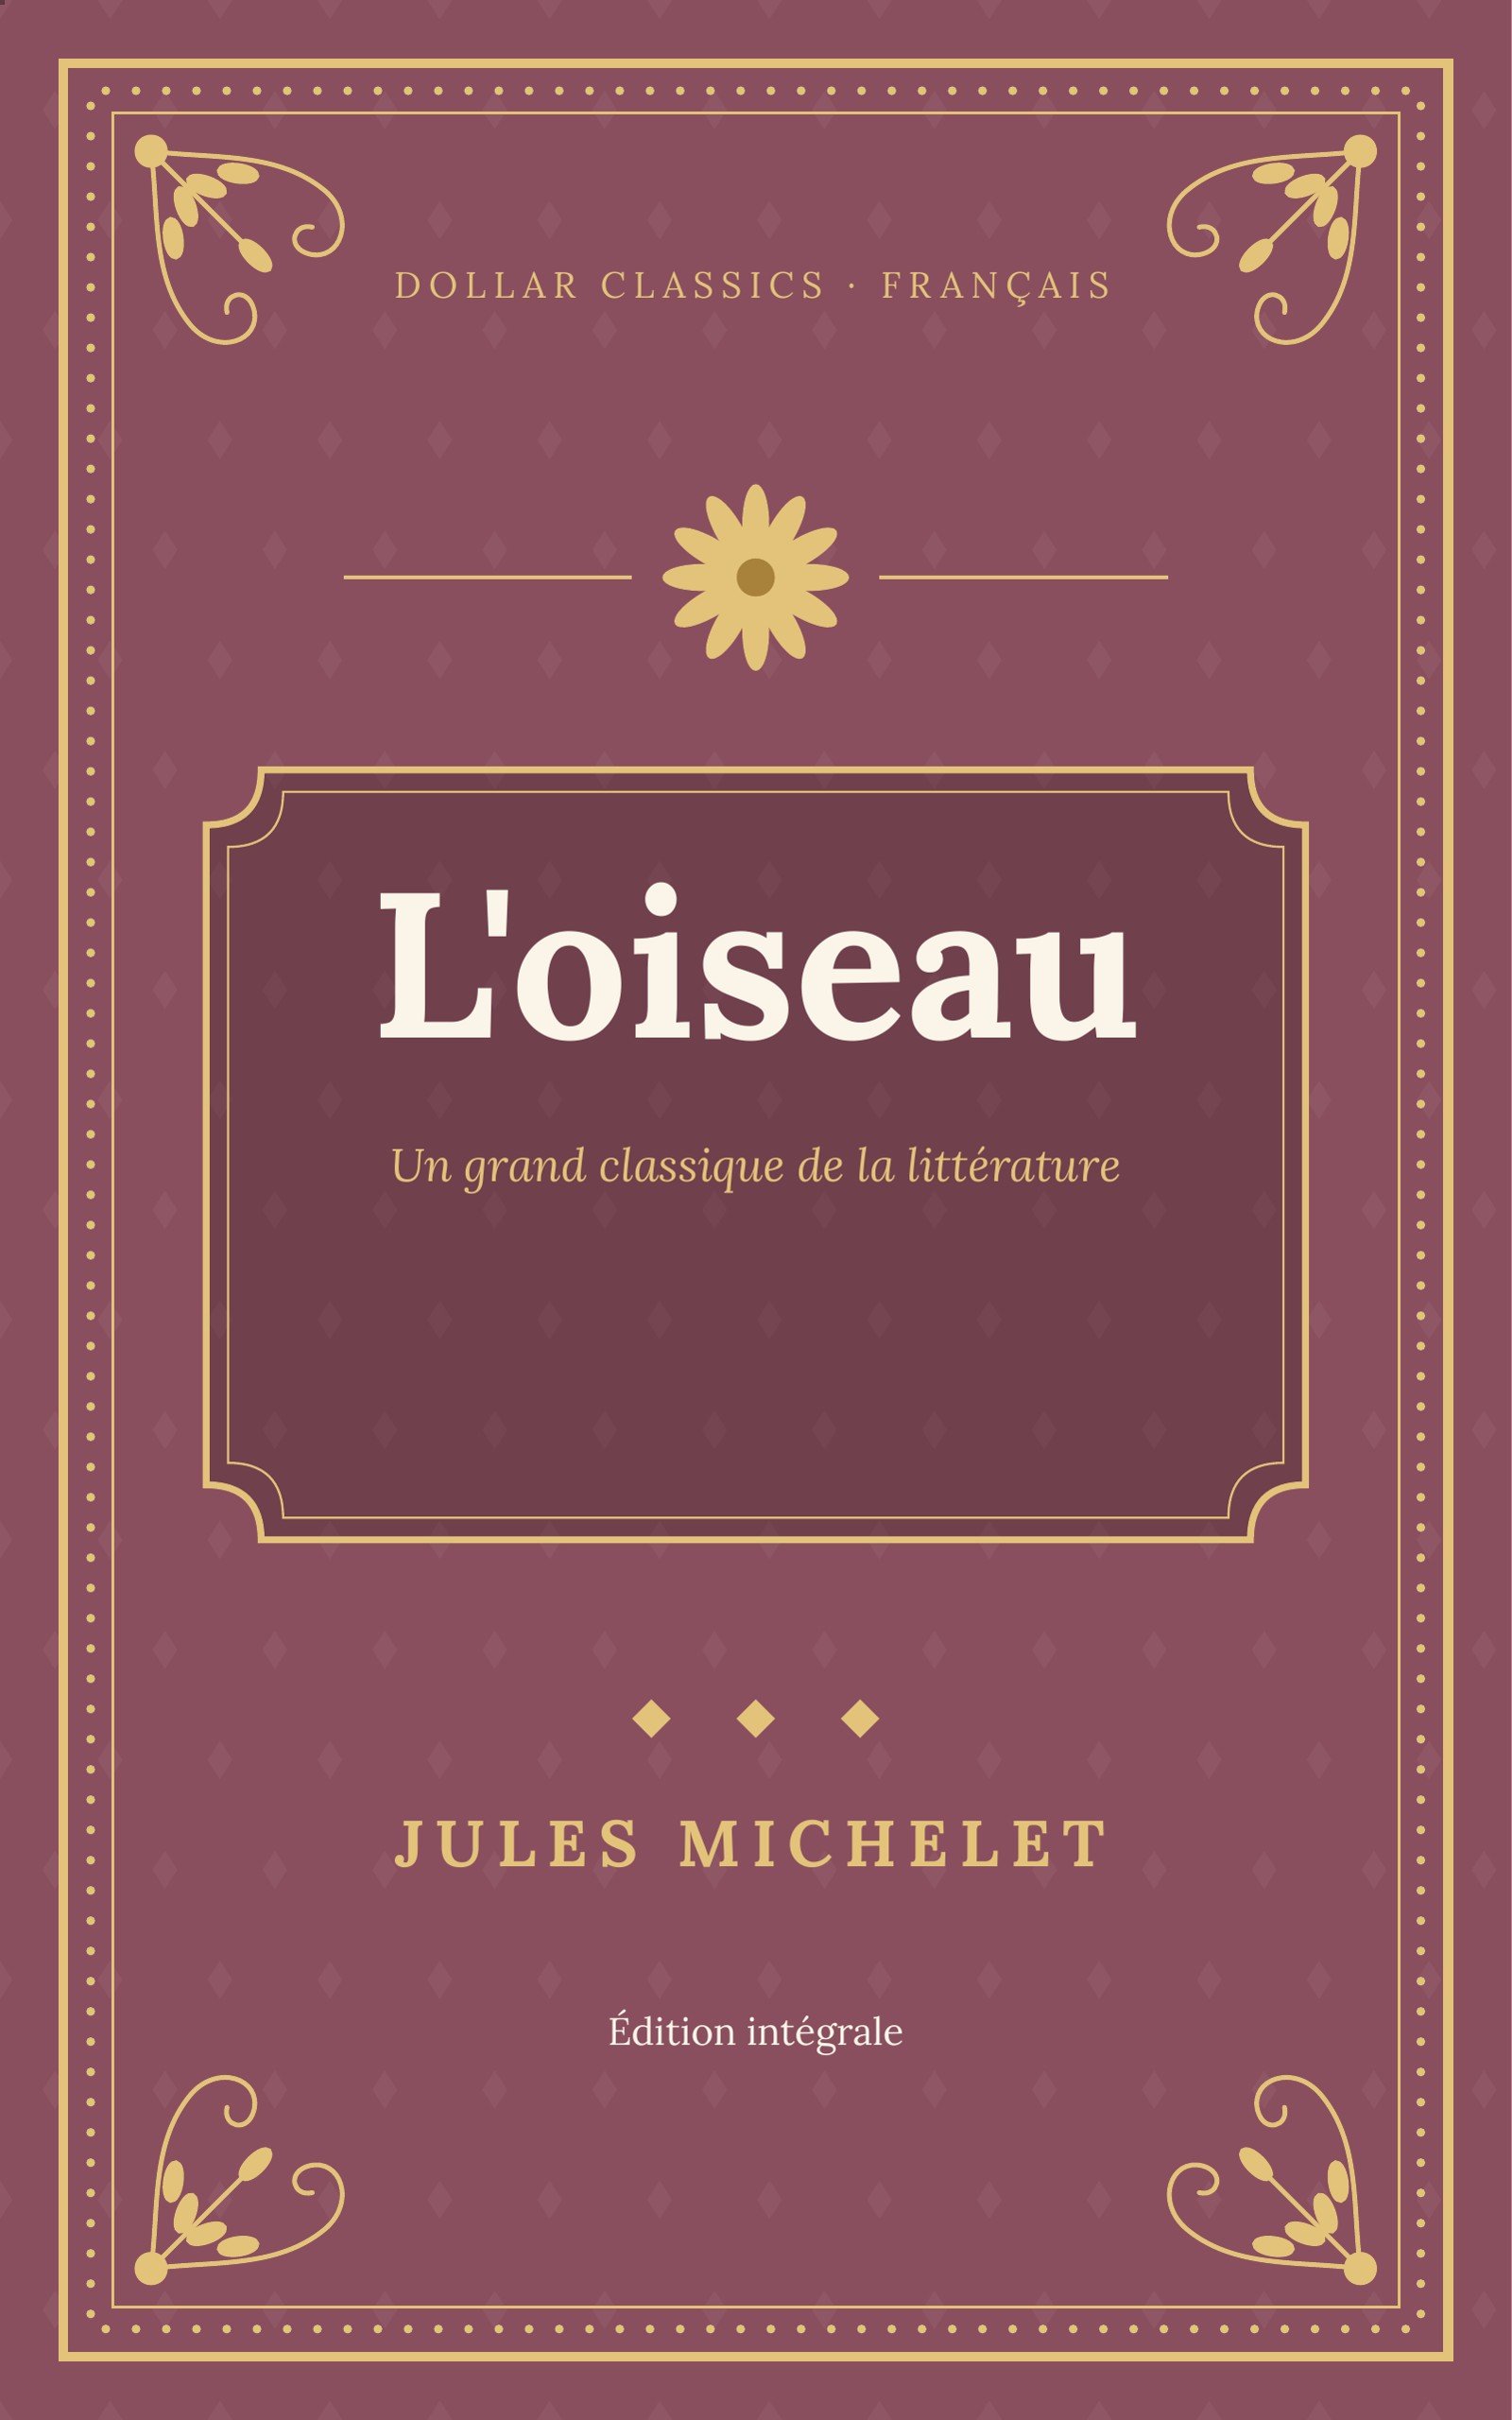 DOLLAR CLASSICS · FRANÇAIS
L'oiseau
Un grand classique de la littérature
JULES MICHELET
Édition intégrale